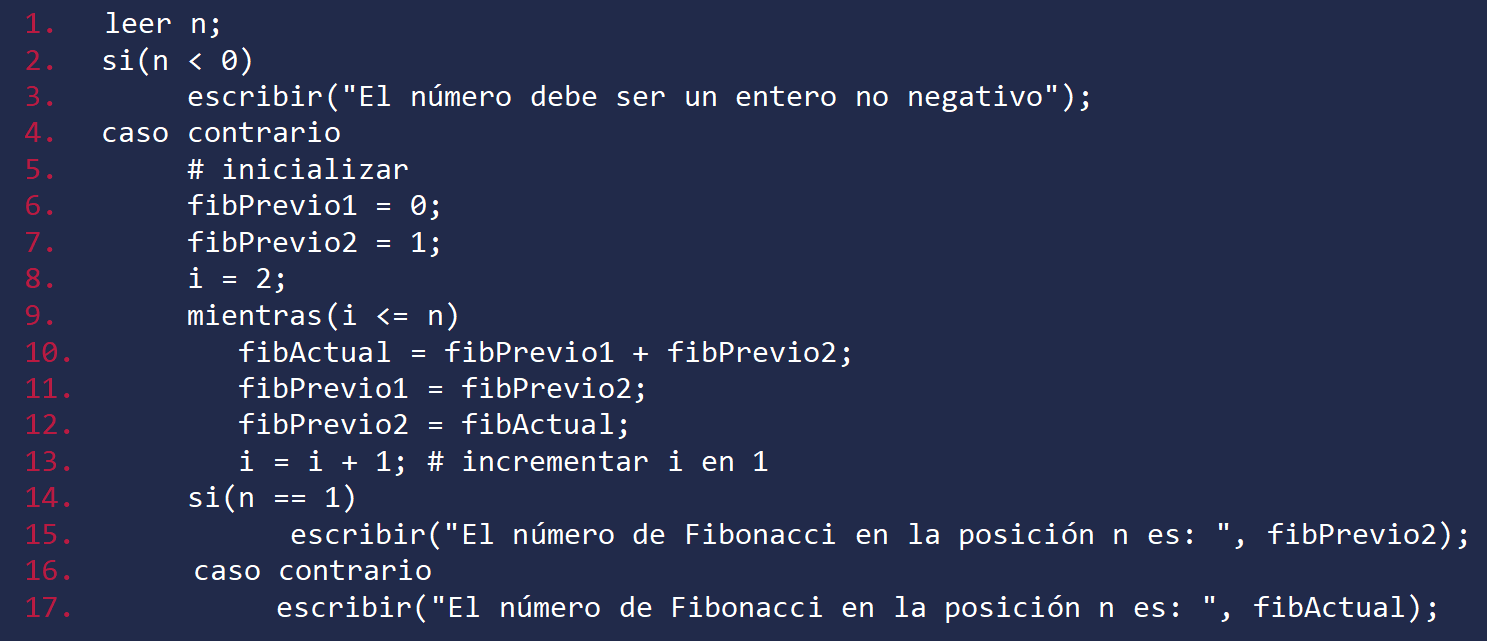 1. leer n;
2. si(n < 0)
3. escribir("El número debe ser un entero no negativo");
4. caso contrario
5. # inicializar
6. fibPrevio1 = 0;
7. fibPrevio2 = 1;
8. i = 2;
9. mientras(i <= n)
10. fibActual = fibPrevio1 + fibPrevio2;
11. fibPrevio1 = fibPrevio2;
12. fibPrevio2 = fibActual;
13. i = i + 1; # incrementar i en 1
14. si(n == 1)
15. escribir("El número de Fibonacci en la posición n es: ", fibPrevio2);
16. caso contrario
17. escribir("El número de Fibonacci en la posición n es: ", fibActual);